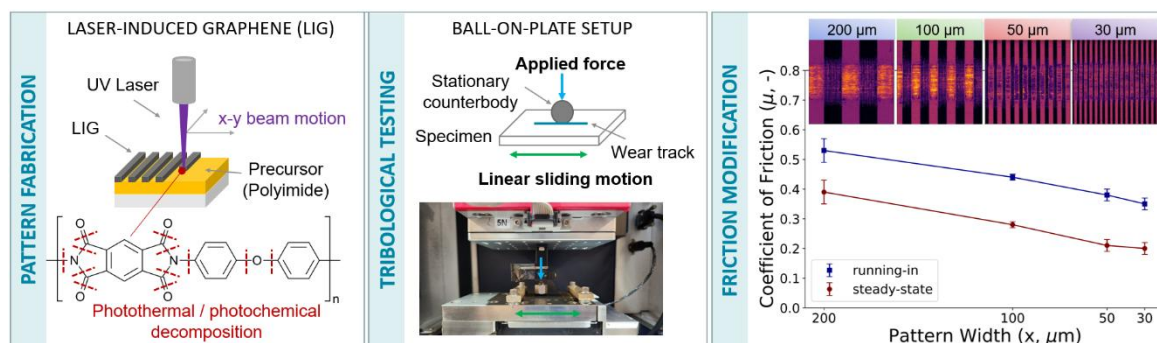 PATTERN FABRICATION
LASER-INDUCED GRAPHENE (LIG)
UV Laser
x-y beam motion
LIG
Precursor
(Polyimide)
O
O
N
N
O
O
O
n
Photothermal / photochemical
decomposition
TRIBOLOGICAL TESTING
BALL-ON-PLATE SETUP
Applied force
Stationary
counterbody
Specimen
Wear track
Linear sliding motion
5N
FRICTION MODIFICATION
200 µm
100 µm
50 µm
30 µm
Coefficient of Friction (µ, -)
0.8
0.7
0.6
0.5
0.4
0.3
0.2
0.1
0.0
running-in
steady-state
200
100
50
30
Pattern Width (x, µm)